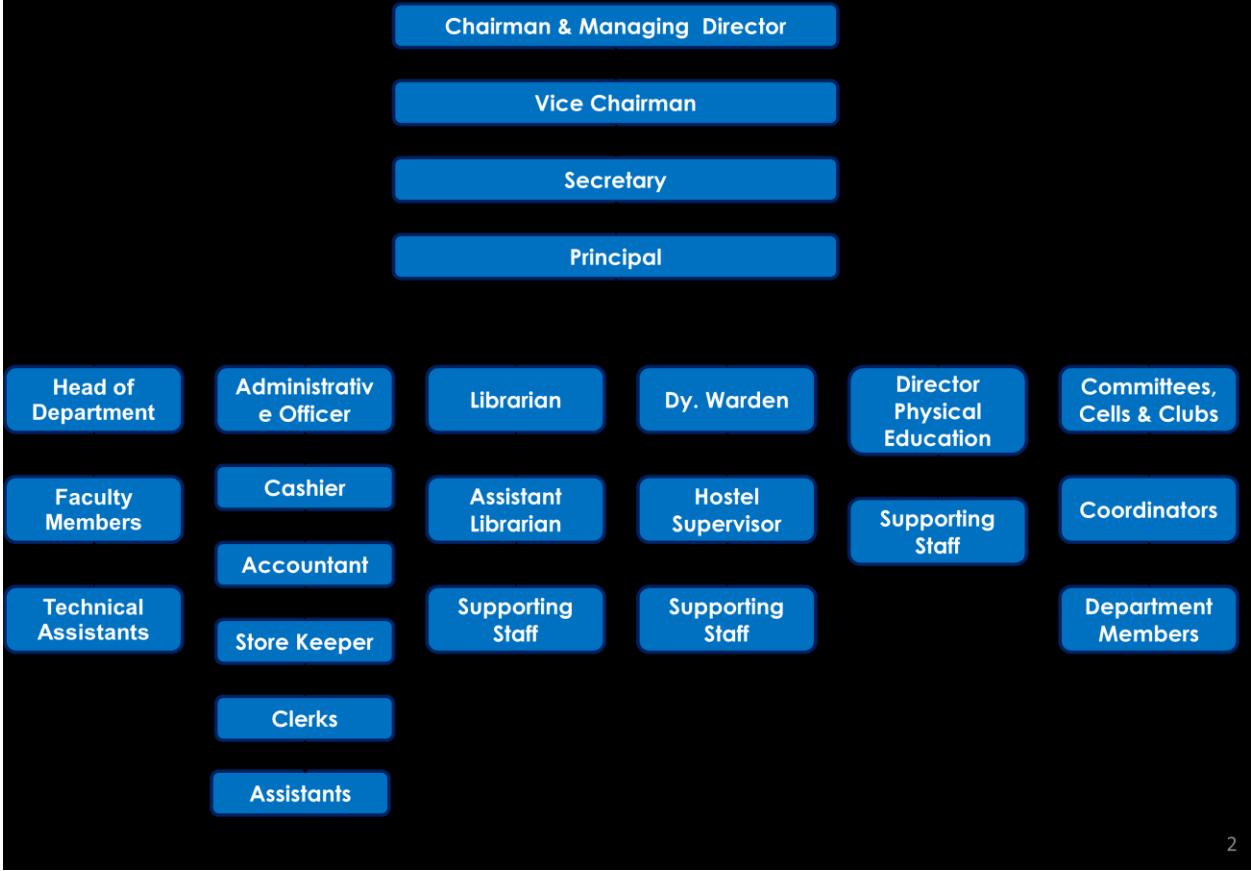 Chairman & Managing Director
Vice Chairman
Secretary
Principal
Head of
Department
Administrativ
e Officer
Librarian
Dy. Warden
Director
Physical
Education
Committees,
Cells & Clubs
Faculty
Members
Cashier
Assistant
Librarian
Hostel
Supervisor
Supporting
Staff
Coordinators
Technical
Assistants
Accountant
Supporting
Staff
Supporting
Staff
Department
Members
Store Keeper
Clerks
Assistants
2